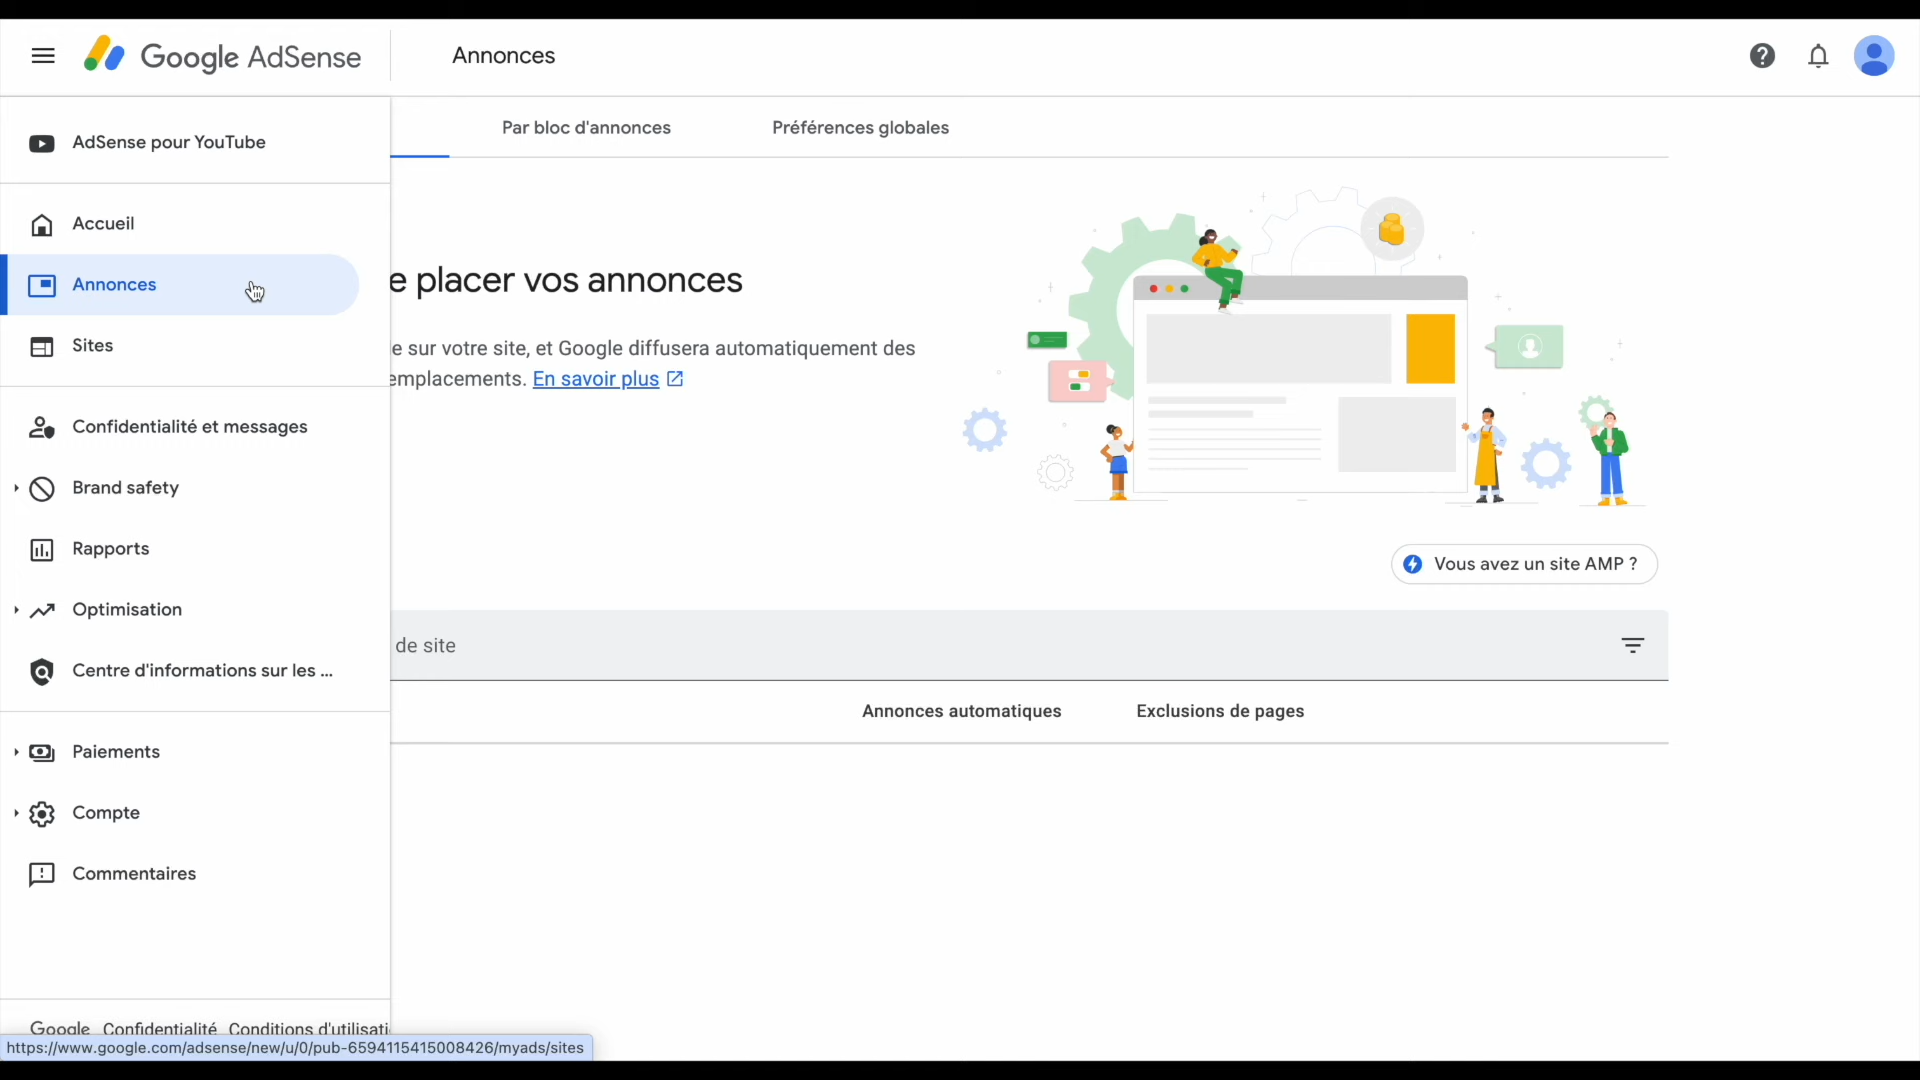 Google AdSense
Annonces
AdSense pour YouTube
Accueil
Annonces
Sites
Confidentialité et messages
Brand safety
Rapports
Optimisation
Centre d'informations sur les ...
Paiements
Compte
Commentaires
Google Confidentialité Conditions d'utilisati
https://www.google.com/adsense/new/u/0/pub-6594115415008426/myads/sites
Par bloc d'annonces
Préférences globales
e placer vos annonces
e sur votre site, et Google diffusera automatiquement des
emplacements. En savoir plus
Vous avez un site AMP ?
de site
Annonces automatiques
Exclusions de pages